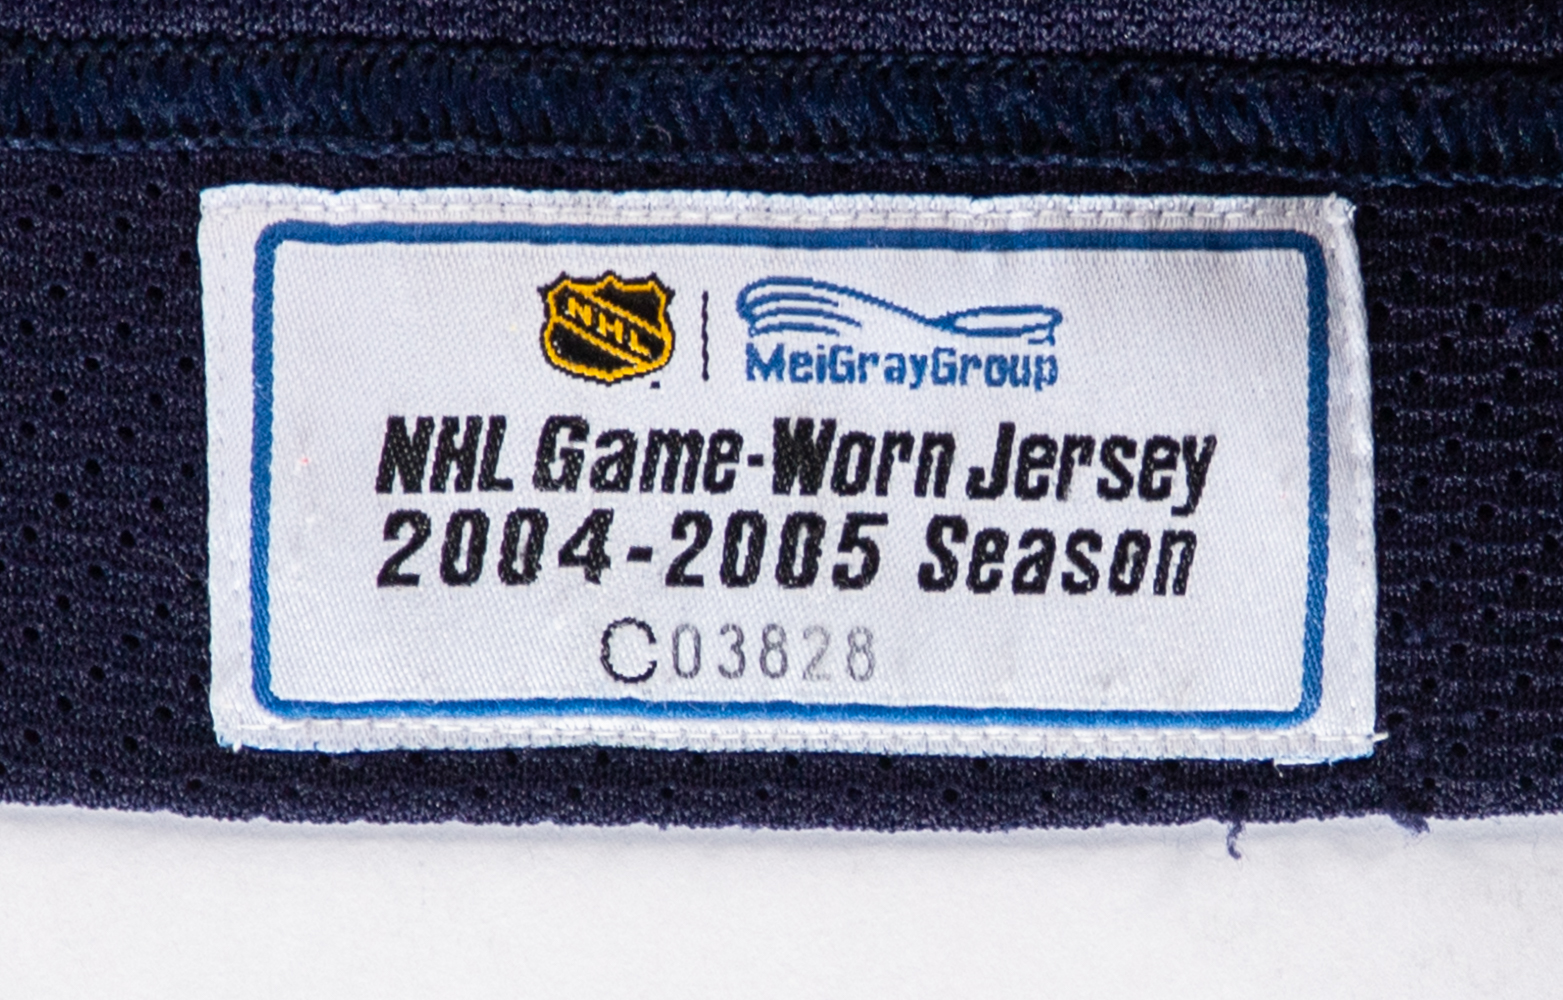 NHL
MeiGrayGroup
NHL Game-Worn Jersey
2004-2005 Season
C03828